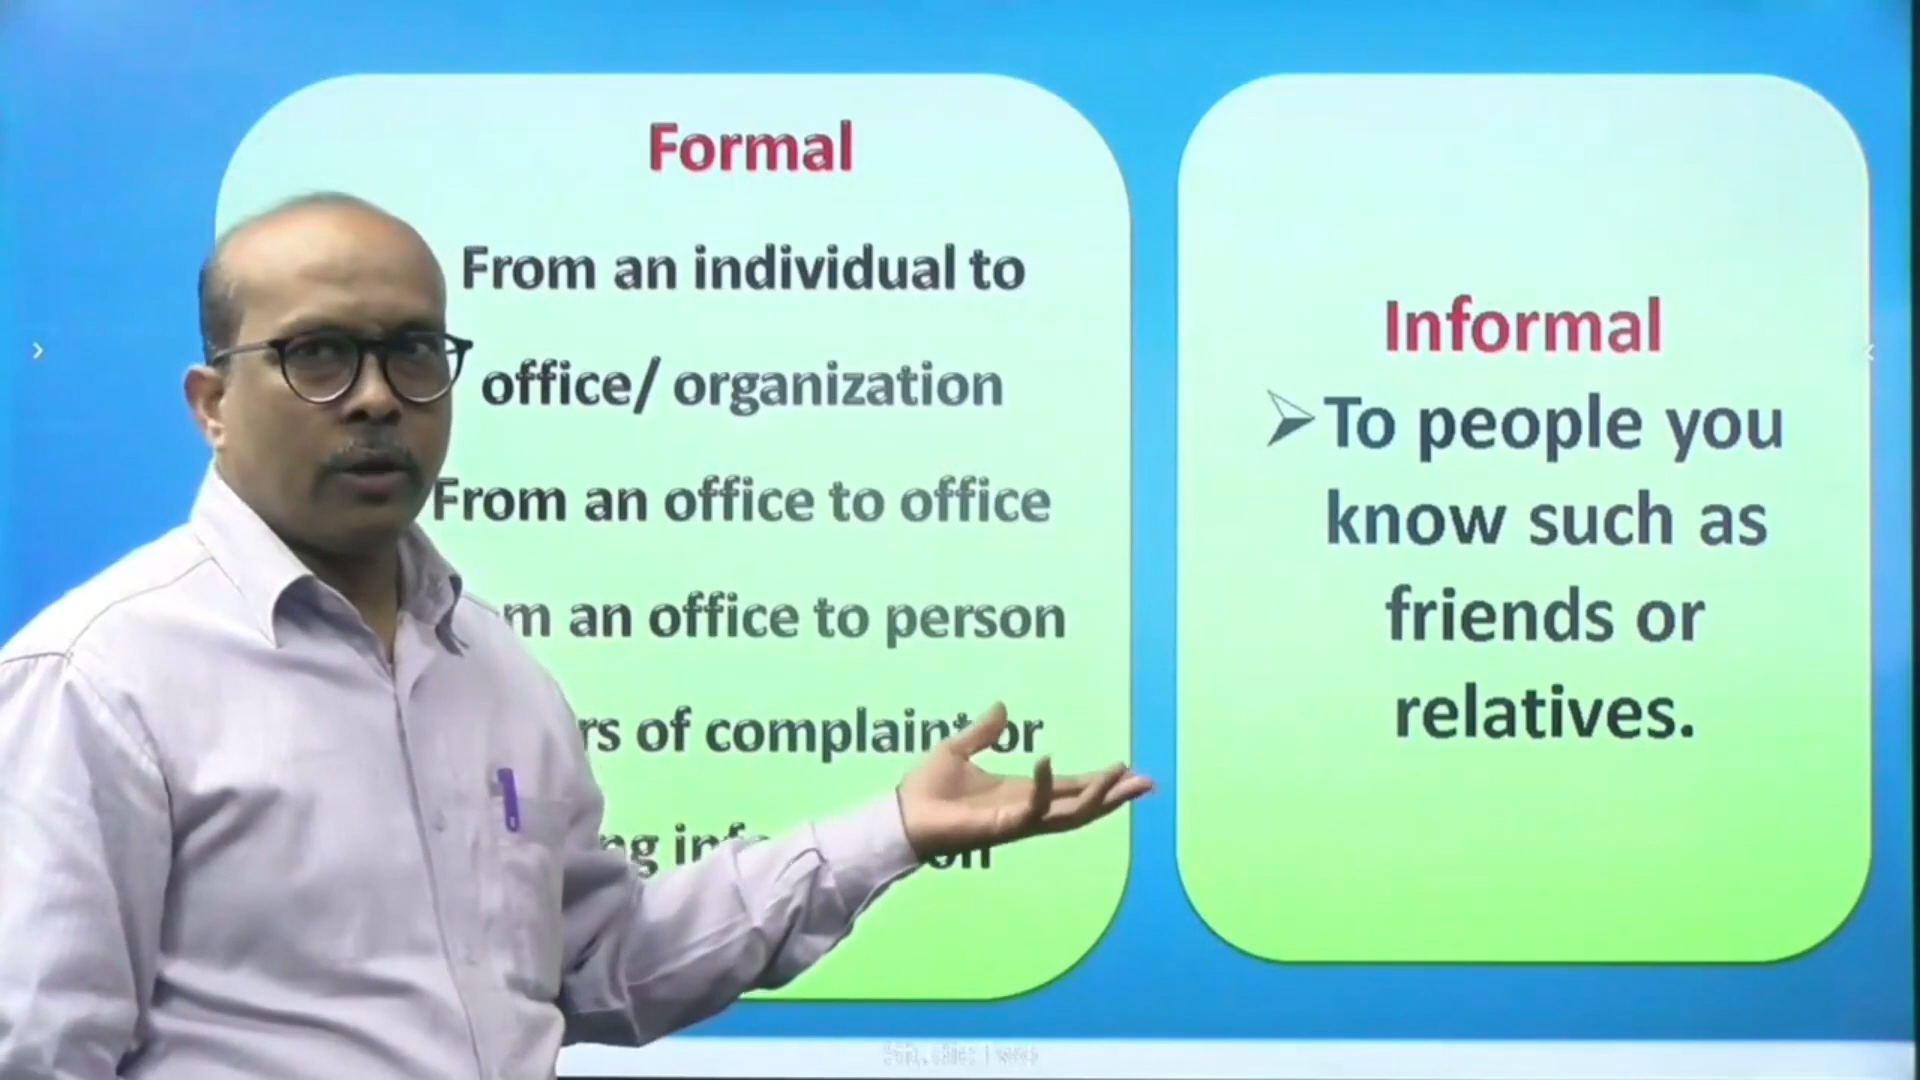 Formal
From an individual to
office/ organization
From an office to office
an office to person
of complaint or
Informal
➢To people you
know such as
friends or
relatives.